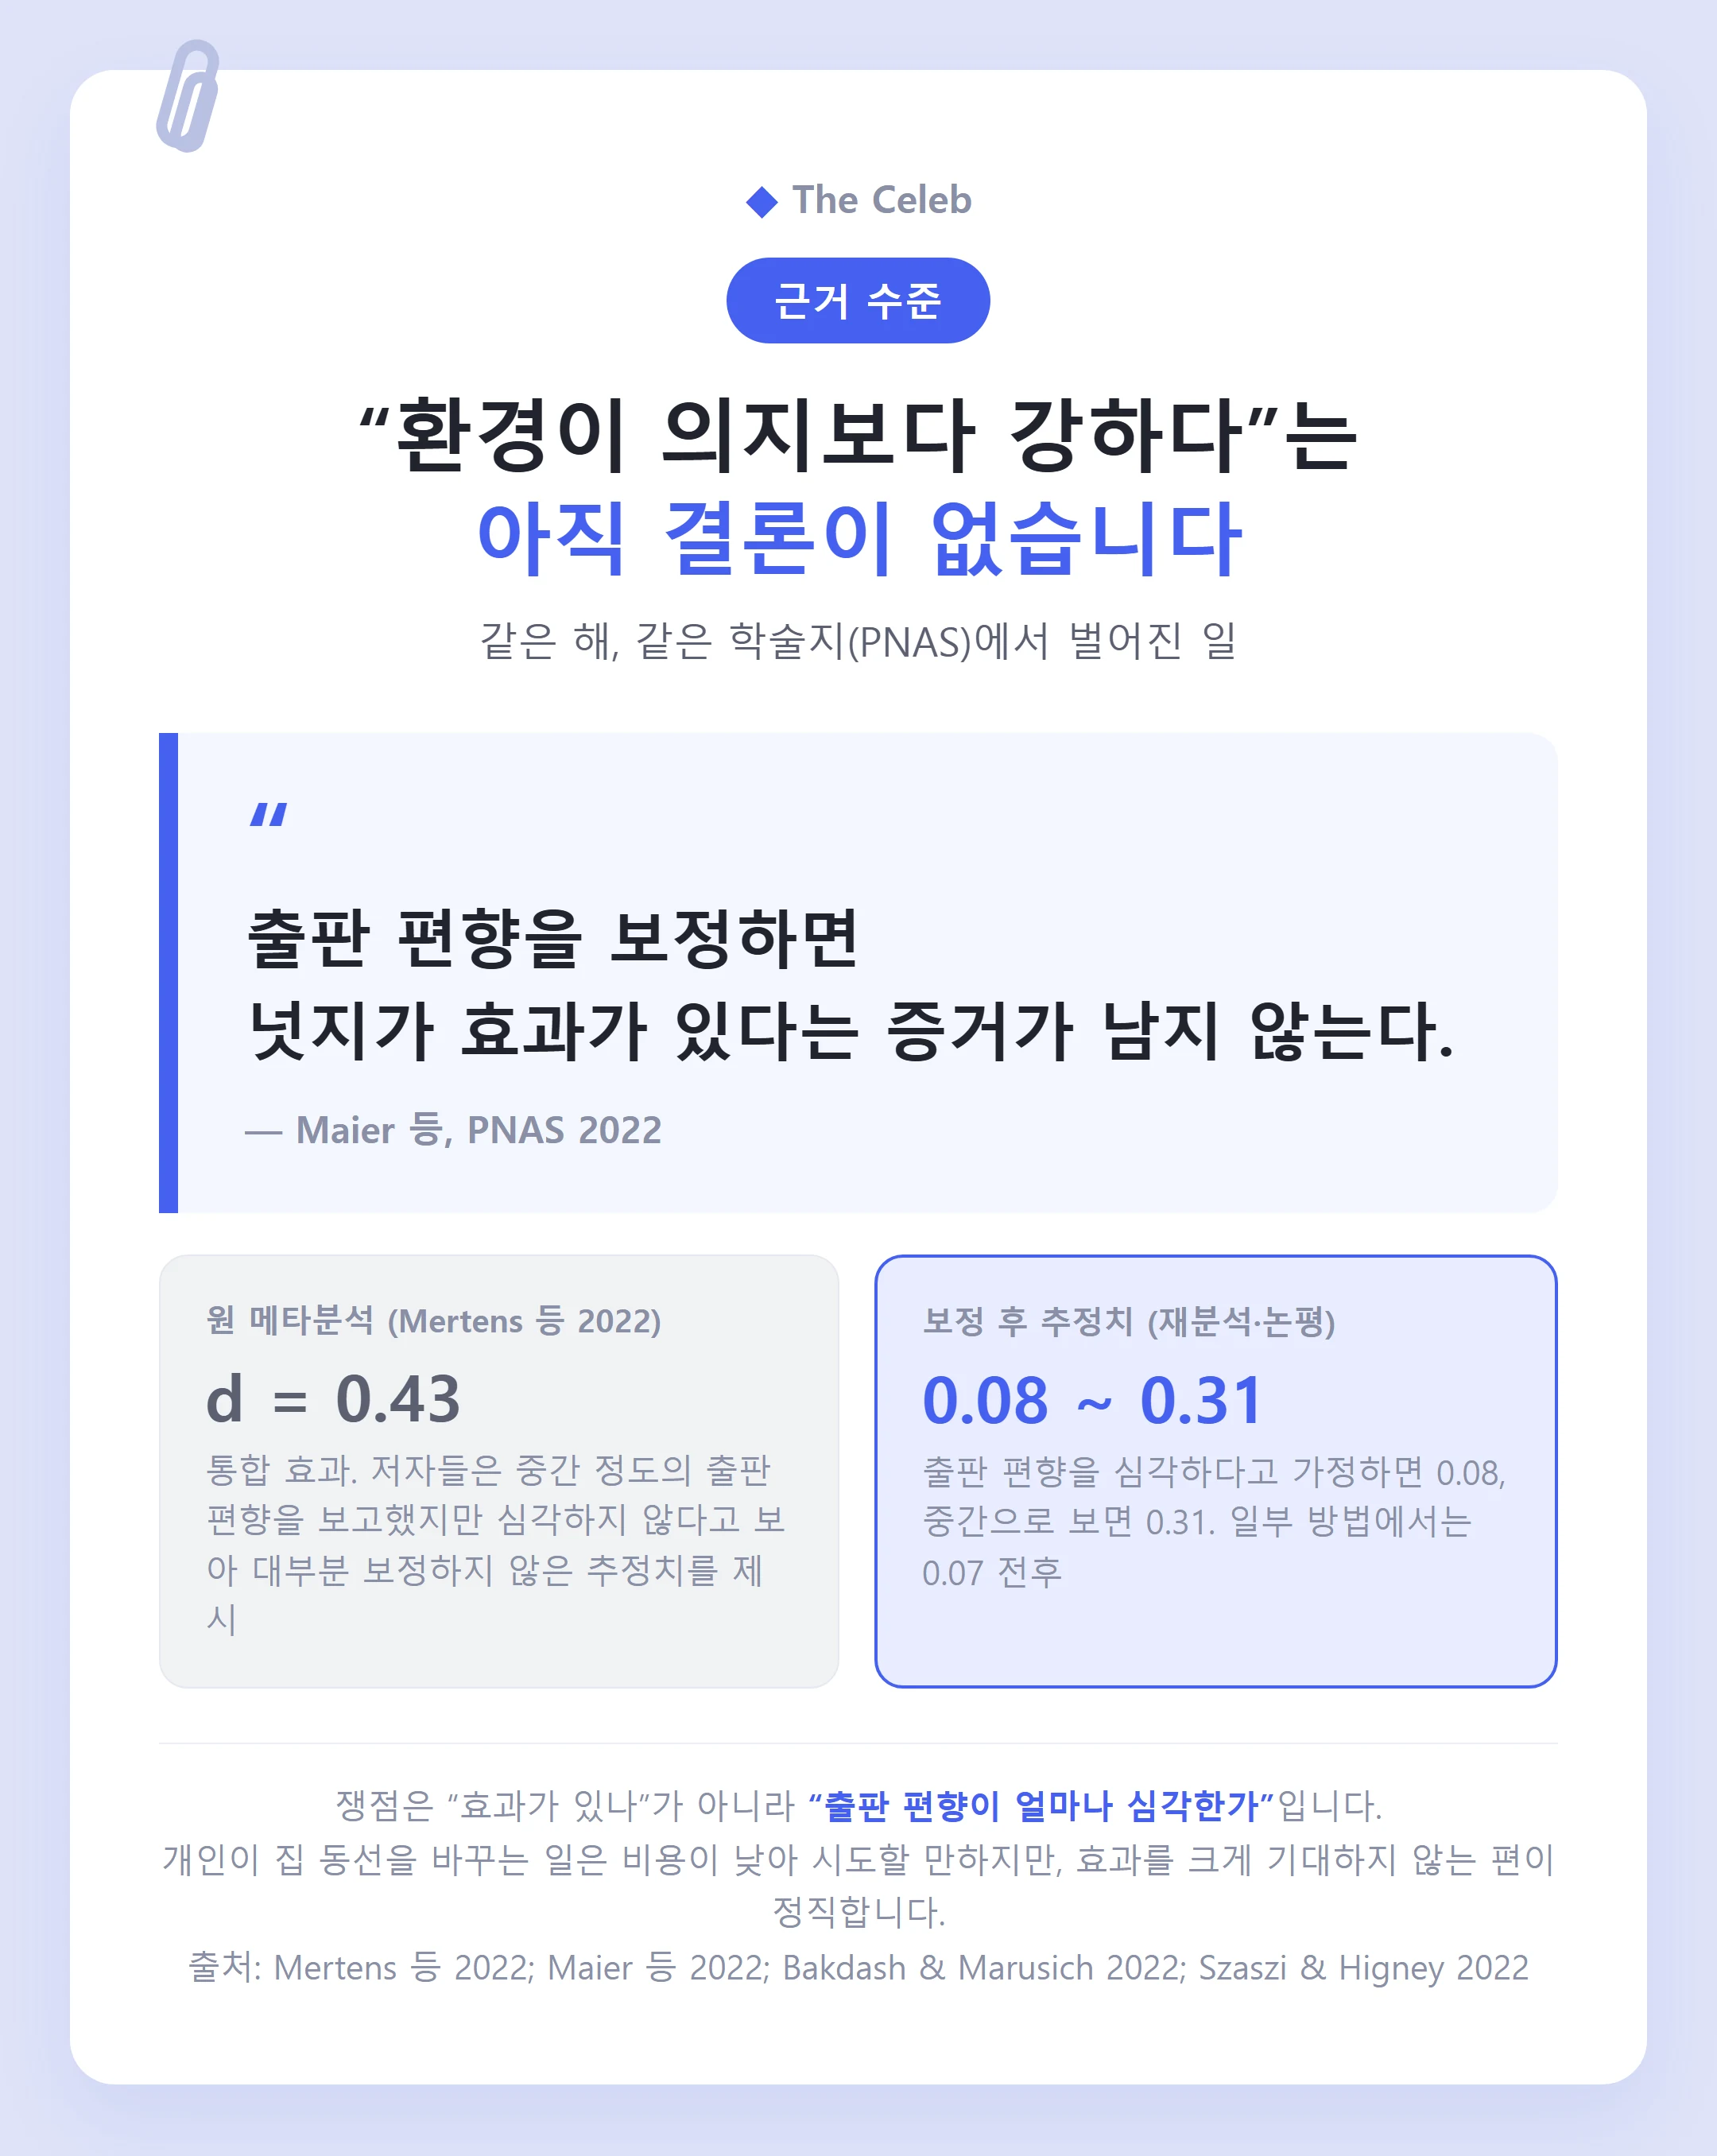 ◆ The Celeb
근거 수준
“환경이 의지보다 강하다”는
아직 결론이 없습니다
같은 해, 같은 학술지(PNAS)에서 벌어진 일
“
출판 편향을 보정하면
넛지가 효과가 있다는 증거가 남지 않는다.
— Maier 등, PNAS 2022
원 메타분석 (Mertens 등 2022)
d = 0.43
통합 효과. 저자들은 중간 정도의 출판
편향을 보고했지만 심각하지 않다고 보
아 대부분 보정하지 않은 추정치를 제
시
보정 후 추정치 (재분석·논평)
0.08 ~ 0.31
출판 편향을 심각하다고 가정하면 0.08,
중간으로 보면 0.31. 일부 방법에서는
0.07 전후
쟁점은 “효과가 있나”가 아니라 “출판 편향이 얼마나 심각한가”입니다.
개인이 집 동선을 바꾸는 일은 비용이 낮아 시도할 만하지만, 효과를 크게 기대하지 않는 편이
정직합니다.
출처: Mertens 등 2022; Maier 등 2022; Bakdash & Marusich 2022; Szaszi & Higney 2022